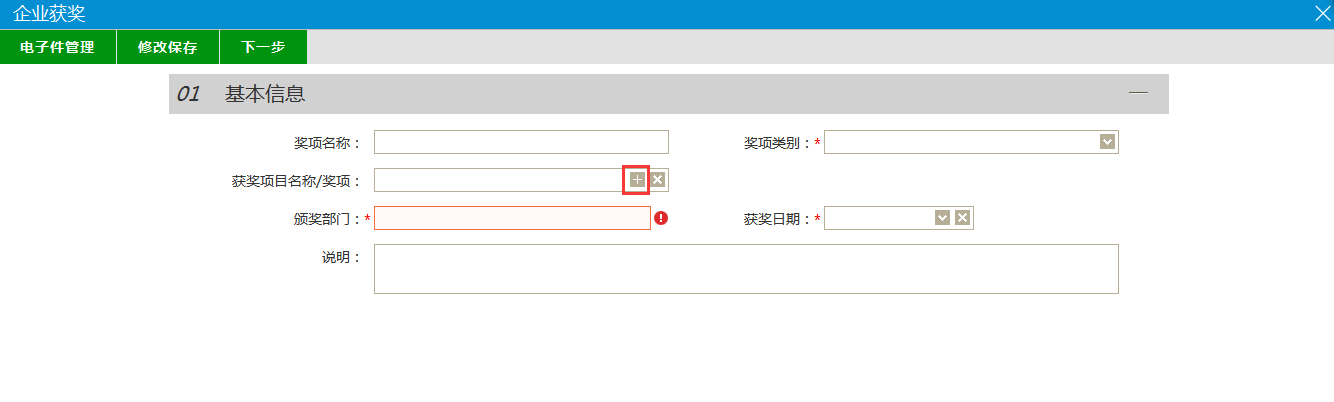 企业获奖
电子件管理 修改保存 下一步
01 基本信息
奖项名称： 奖项类别：*
获奖项目名称/奖项：
颁奖部门：* 获奖日期：*
说明：